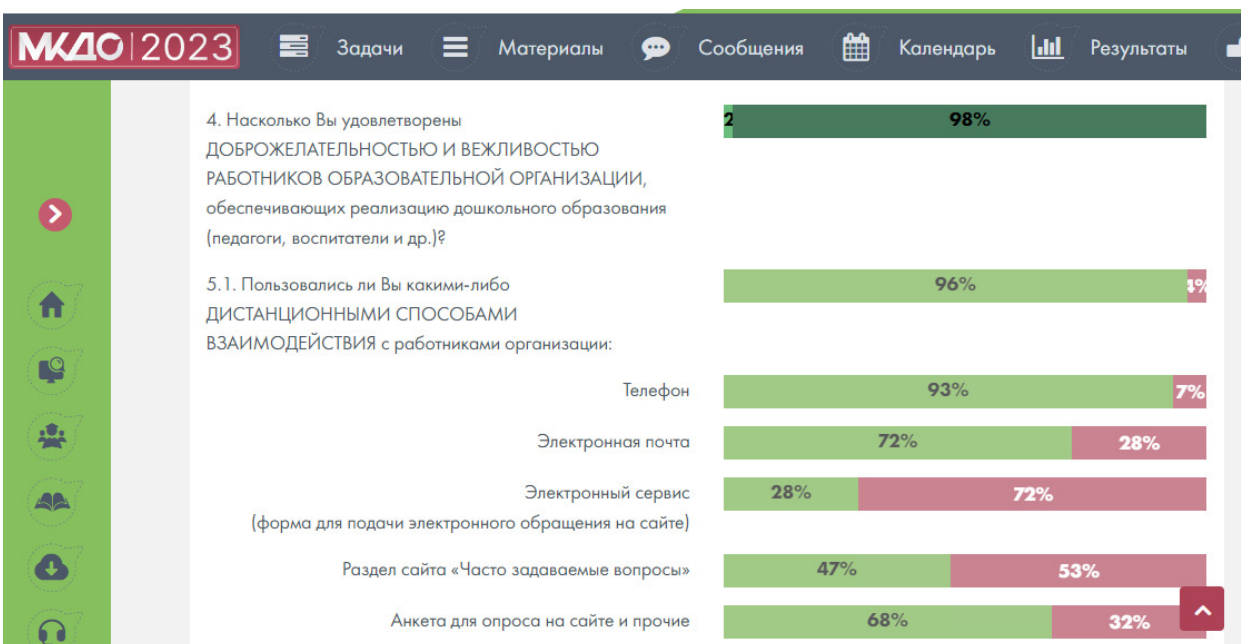 МКДО|2023 Задачи Материалы Сообщения Календарь Результаты
4. Насколько Вы удовлетворены
2 98%
ДОБРОЖЕЛАТЕЛЬНОСТЬЮ И ВЕЖЛИВОСТЬЮ
РАБОТНИКОВ ОБРАЗОВАТЕЛЬНОЙ ОРГАНИЗАЦИИ,
обеспечивающих реализацию дошкольного образования
(педагоги, воспитатели и др.)?
5.1. Пользовались ли Вы какими-либо
96% 4%
ДИСТАНЦИОННЫМИ СПОСОБАМИ
ВЗАИМОДЕЙСТВИЯ с работниками организации:
Телефон
93% 7%
Электронная почта
72% 28%
Электронный сервис
28% 72%
(форма для подачи электронного обращения на сайте)
Раздел сайта «Часто задаваемые вопросы»
47% 53%
Анкета для опроса на сайте и прочие
68% 32%